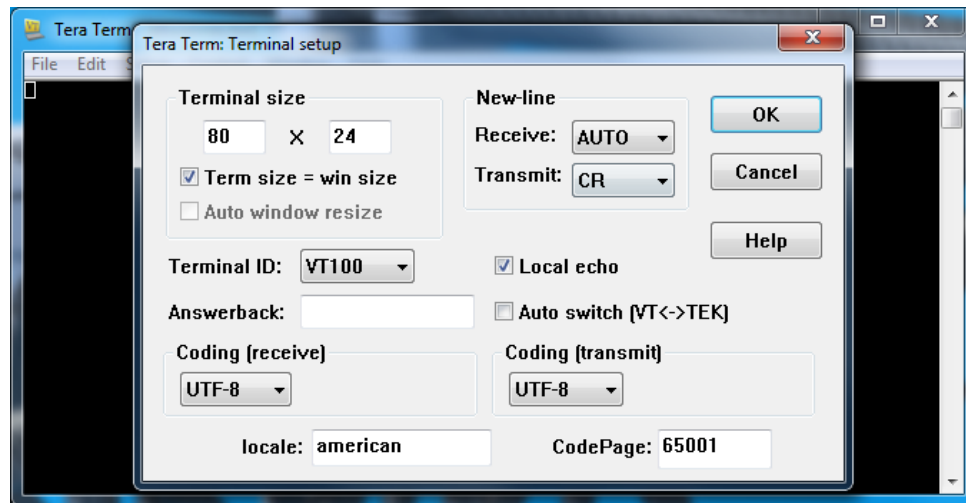 Tera Term
Tera Term: Terminal setup
File Edit
Terminal size
80 X 24
Term size = win size
Auto window resize
New-line
Receive: AUTO
Transmit: CR
OK
Cancel
Help
Terminal ID: VT100
Local echo
Answerback:
Auto switch (VT<->TEK)
Coding (receive)
UTF-8
Coding (transmit)
UTF-8
locale: american
CodePage: 65001